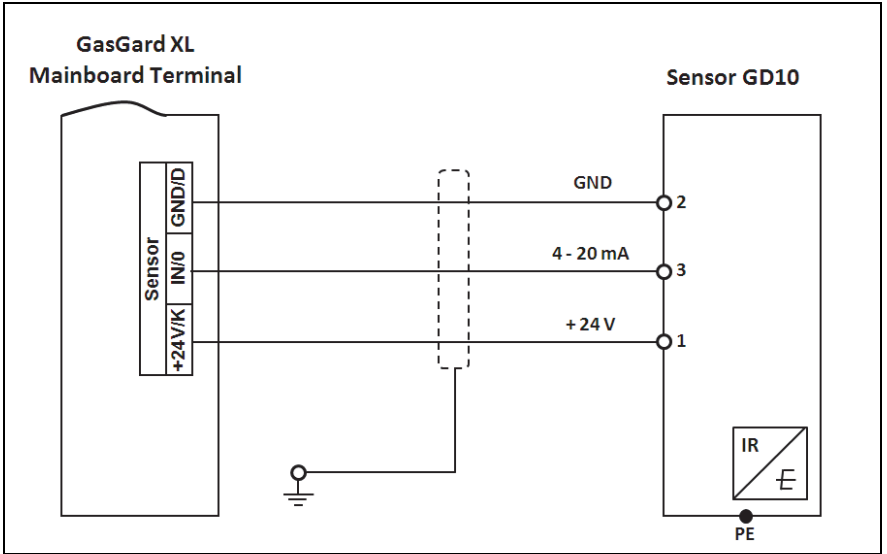 GasGard XL
Mainboard Terminal
Sensor GD10
Sensor
GND/D
IN/0
+24V/K
GND
2
4 - 20 mA
3
+ 24 V
1
IR
E
PE